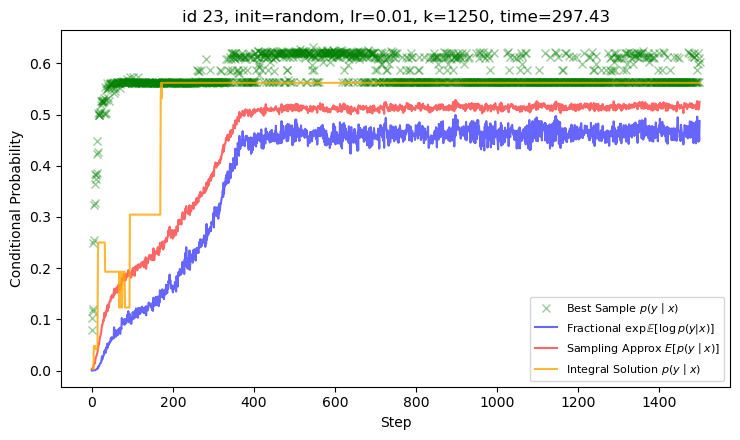 id 23, init=random, lr=0.01, k=1250, time=297.43
Conditional Probability
0.6
0.5
0.4
0.3
0.2
0.1
0.0
Best Sample p(y | x)
Fractional exp𝔼[log p(y|x)]
Sampling Approx E[p(y | x)]
Integral Solution p(y | x)
0 200 400 600 800 1000 1200 1400
Step